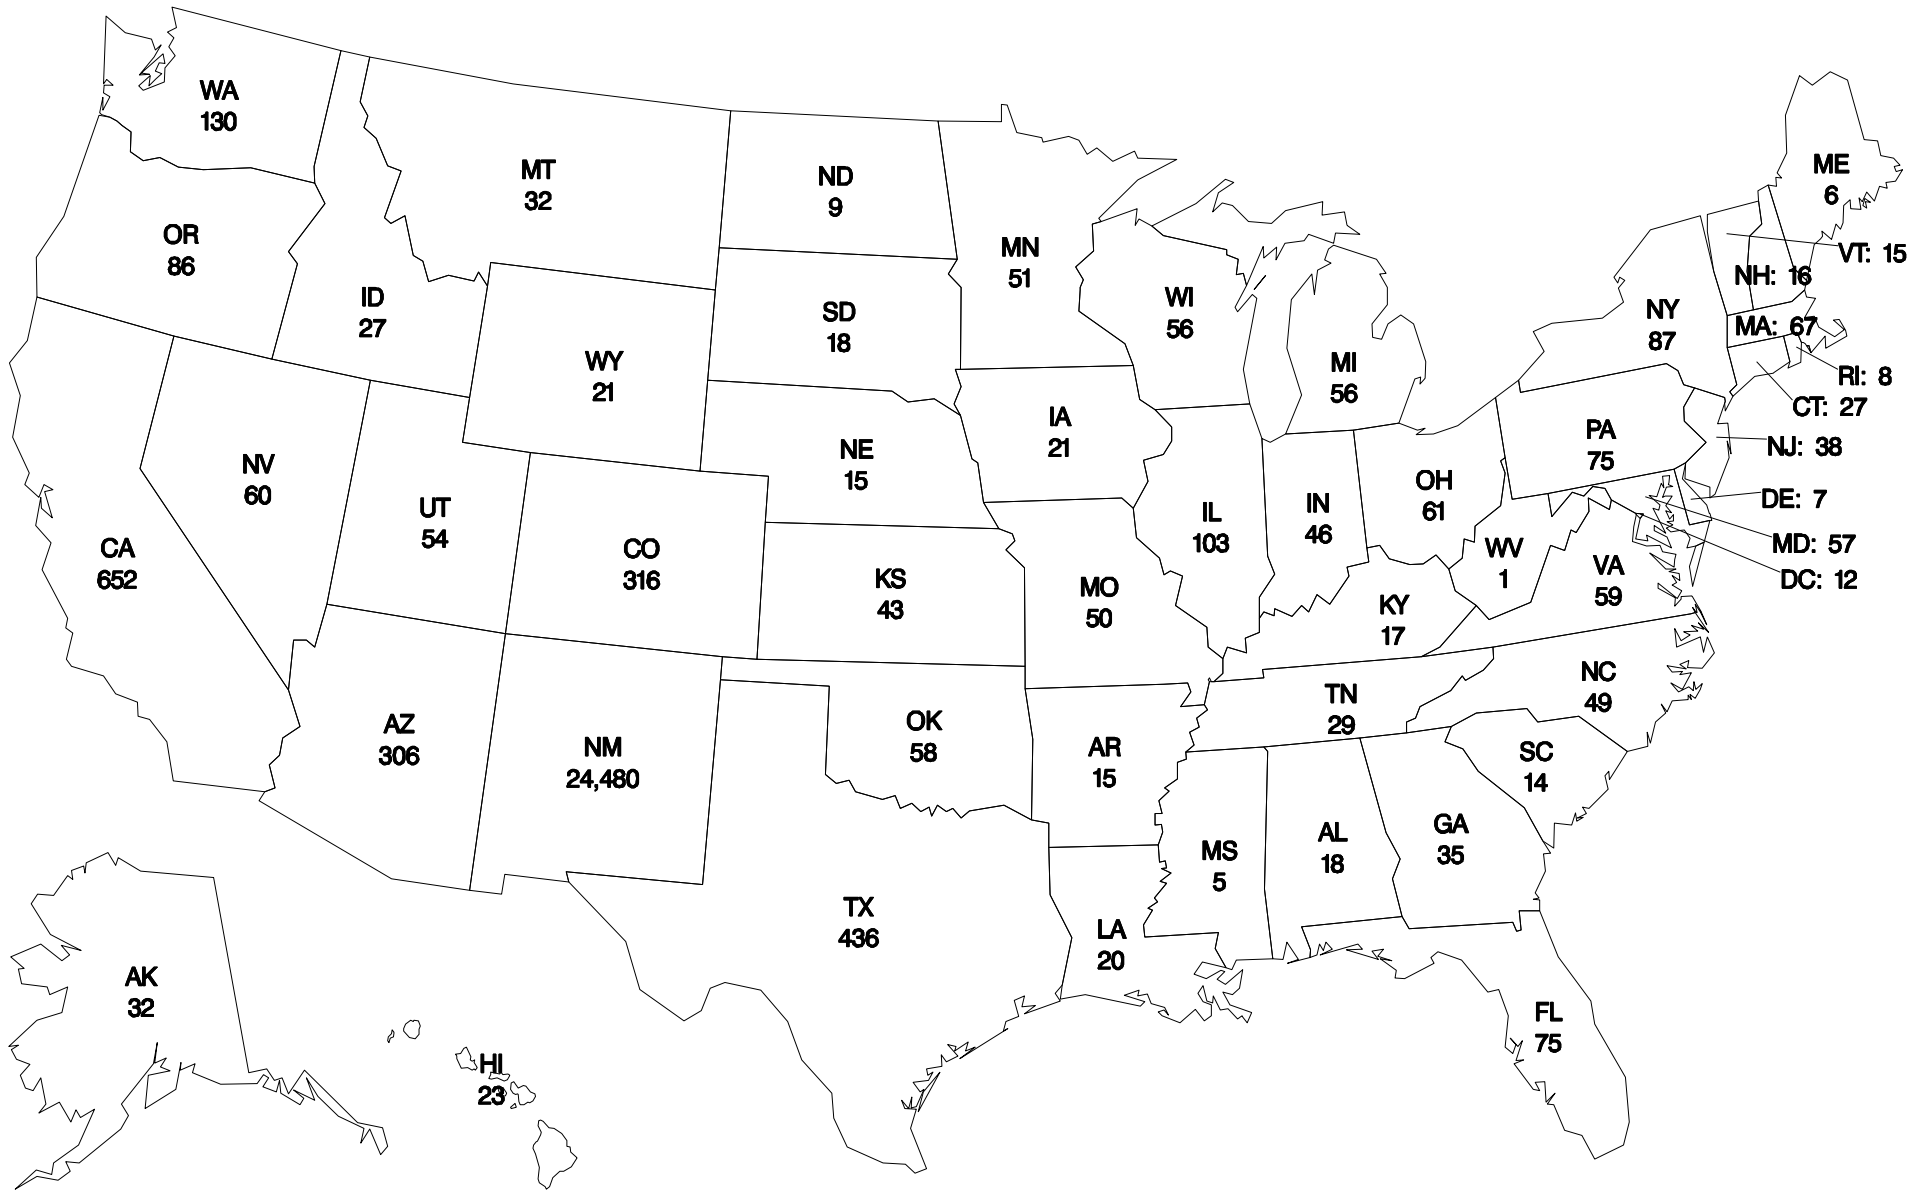 WA
130
MT
32
ND
9
ME
6
OR
86
MN
51
VT: 15
NH: 16
ID
27
SD
18
WI
56
NY
87
MA: 67
WY
21
MI
56
RI: 8
CT: 27
IA
21
NE
15
PA
75
NJ: 38
NV
60
UT
54
OH
61
DE: 7
IL
103
IN
46
CA
652
CO
316
WV
1
MD: 57
DC: 12
KS
43
MO
50
VA
59
KY
17
NC
49
TN
29
AZ
306
NM
24,480
OK
58
AR
15
SC
14
MS
5
AL
18
GA
35
TX
436
LA
20
AK
32
FL
75
HI
23